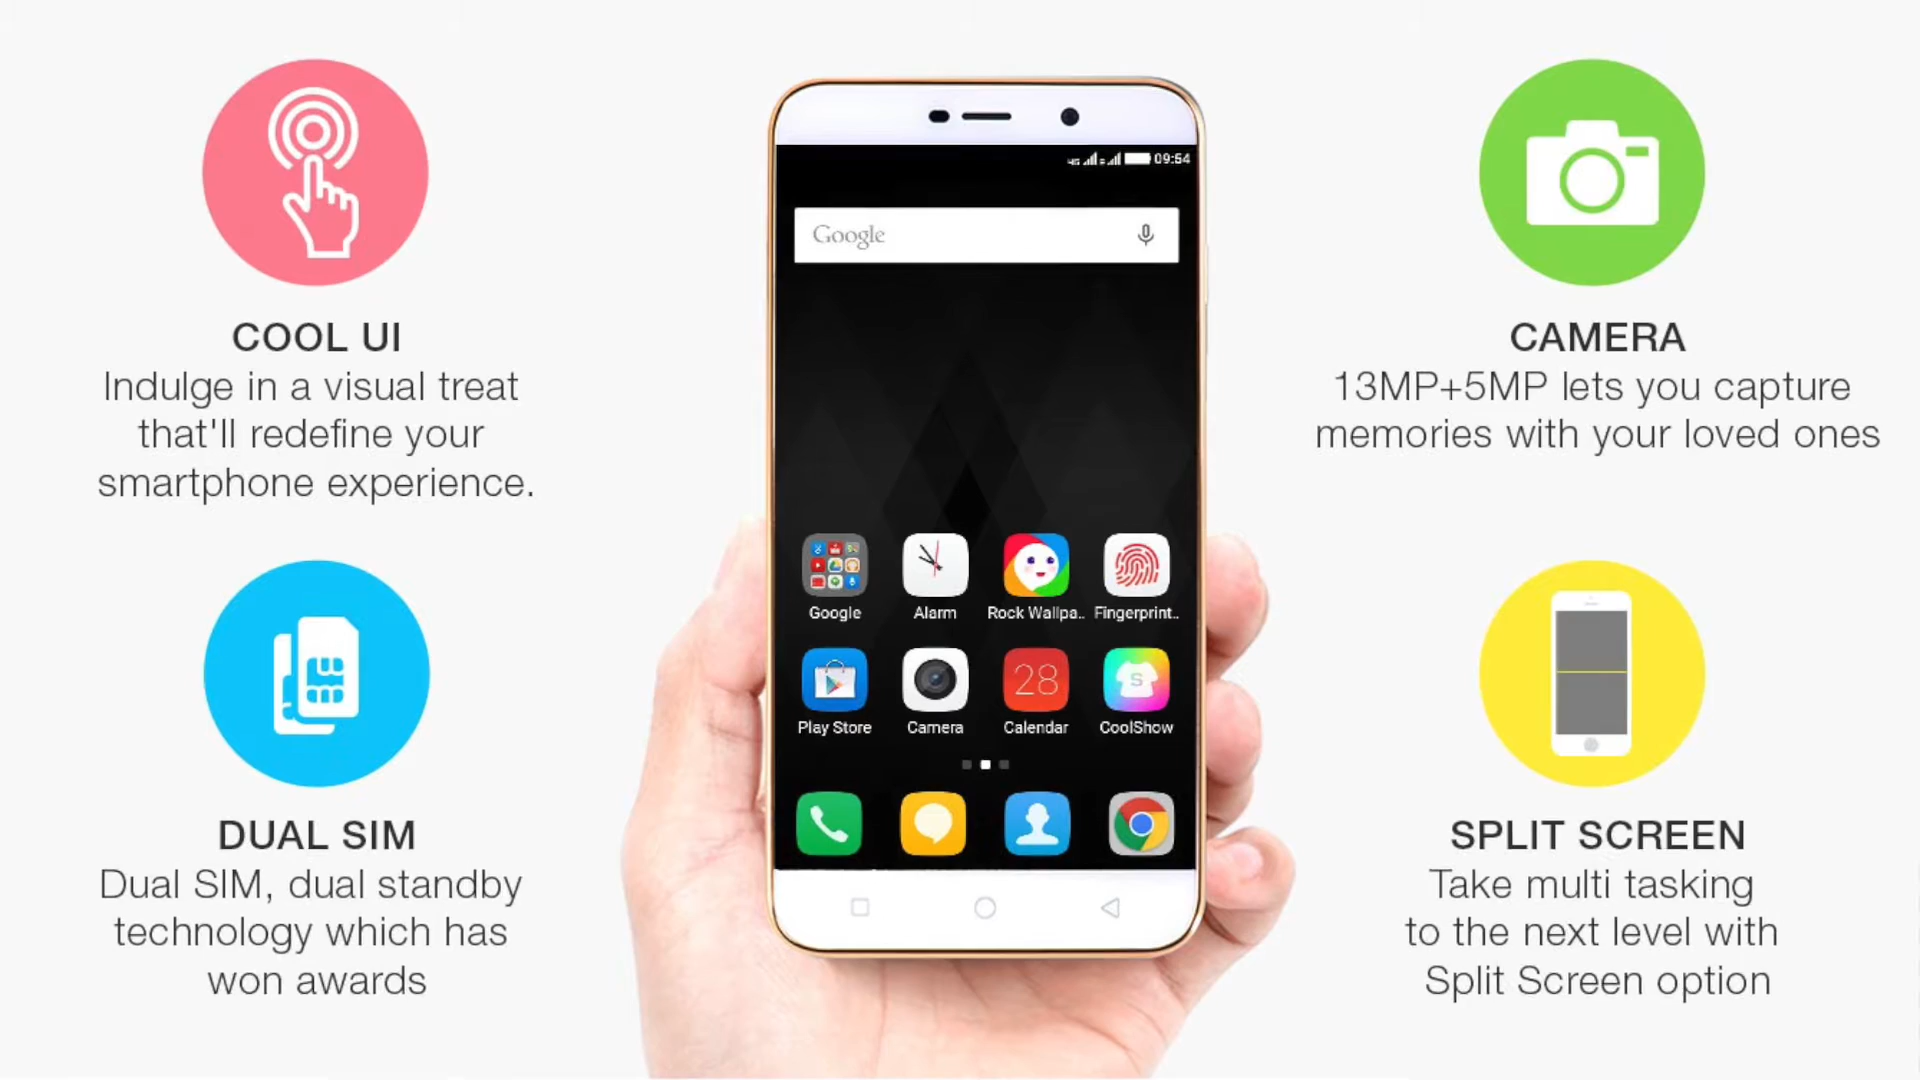 COOL UI
Indulge in a visual treat
that'll redefine your
smartphone experience.
DUAL SIM
Dual SIM, dual standby
technology which has
won awards
4G
09:54
Google
Google
Alarm
Rock Wallpa..
Fingerprint..
28
S
Play Store
Camera
Calendar
CoolShow
CAMERA
13MP+5MP lets you capture
memories with your loved ones
SPLIT SCREEN
Take multi tasking
to the next level with
Split Screen option